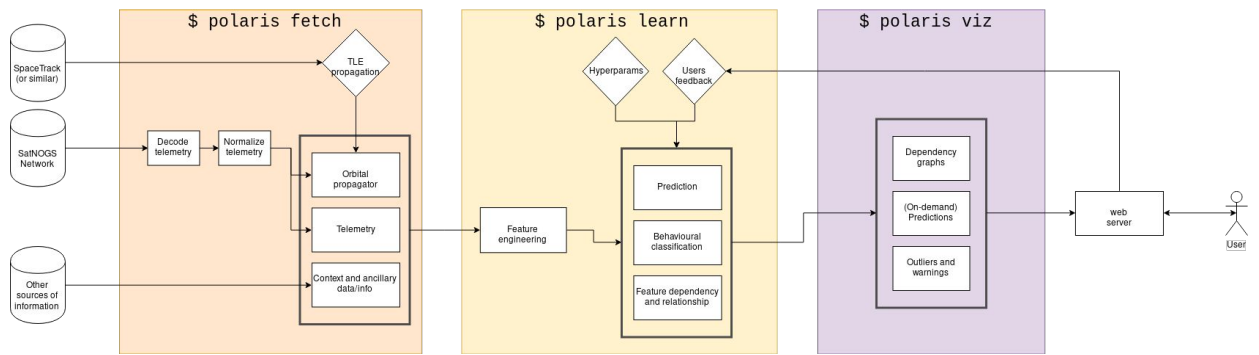 $ polaris fetch
$ polaris learn
$ polaris viz
SpaceTrack
(or similar)
TLE
propagation
Hyperparams
Users
feedback
SatNOGS
Network
Decode
telemetry
Normalize
telemetry
Orbital
propagator
Telemetry
Context and ancillary
data/info
Other
sources of
information
Feature
engineering
Prediction
Behavioural
classification
Feature dependency
and relationship
Dependency
graphs
(On-demand)
Predictions
Outliers and
warnings
web
server
User